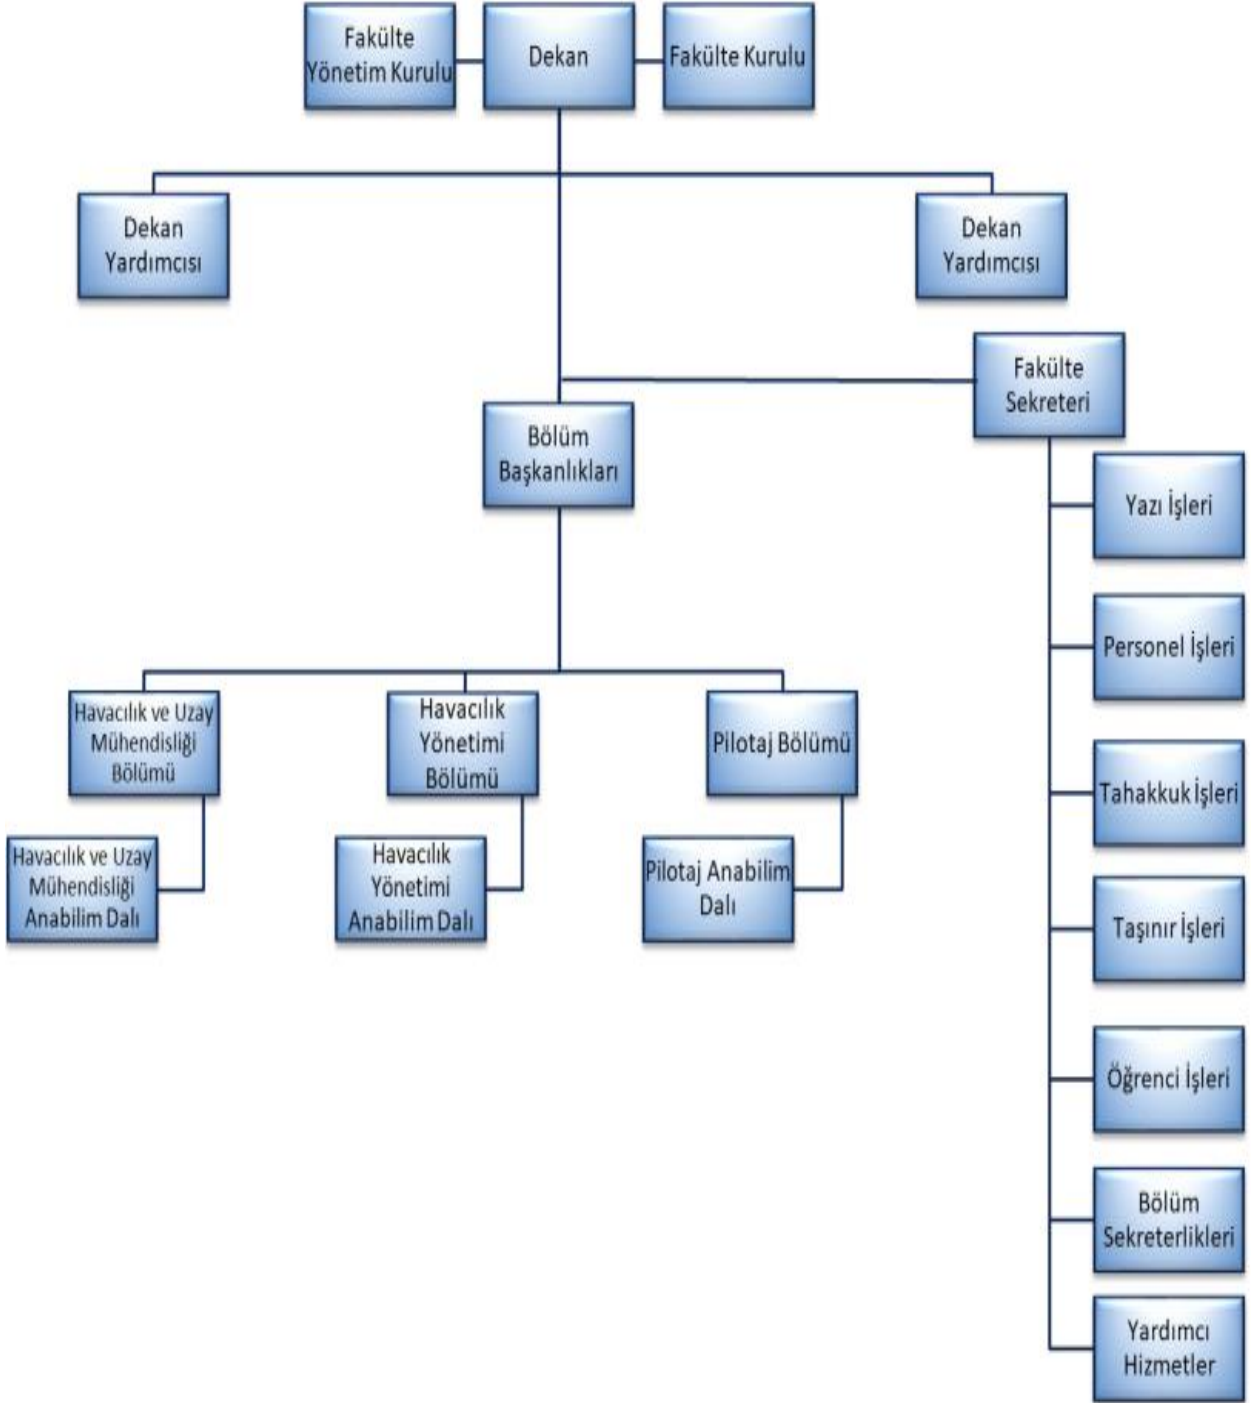 Fakülte
Yönetim Kurulu
Dekan
Fakülte Kurulu
Dekan
Yardımcısı
Dekan
Yardımcısı
Fakülte
Sekreteri
Bölüm
Başkanlıkları
Yazı İşleri
Personel İşleri
Havacılık ve Uzay
Mühendisliği
Bölümü
Havacılık
Yönetimi
Bölümü
Pilotaj Bölümü
Tahakkuk İşleri
Havacılık ve Uzay
Mühendisliği
Anabilim Dalı
Havacılık
Yönetimi
Anabilim Dalı
Pilotaj Anabilim
Dalı
Taşınır İşleri
Öğrenci İşleri
Bölüm
Sekreterlikleri
Yardımcı
Hizmetler